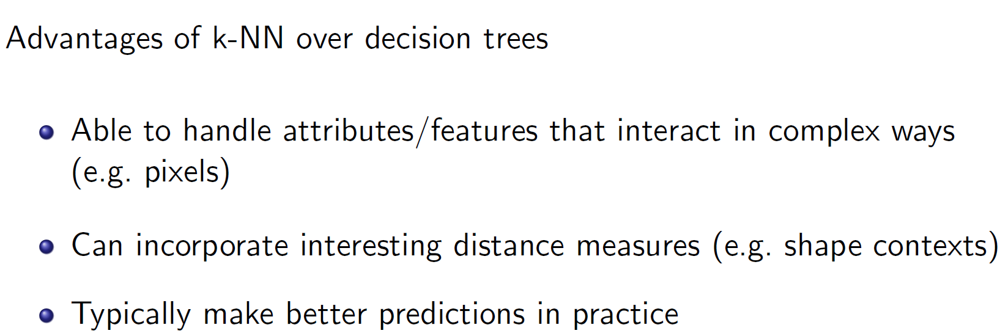 Advantages of k-NN over decision trees
Able to handle attributes/features that interact in complex ways
(e.g. pixels)
Can incorporate interesting distance measures (e.g. shape contexts)
Typically make better predictions in practice